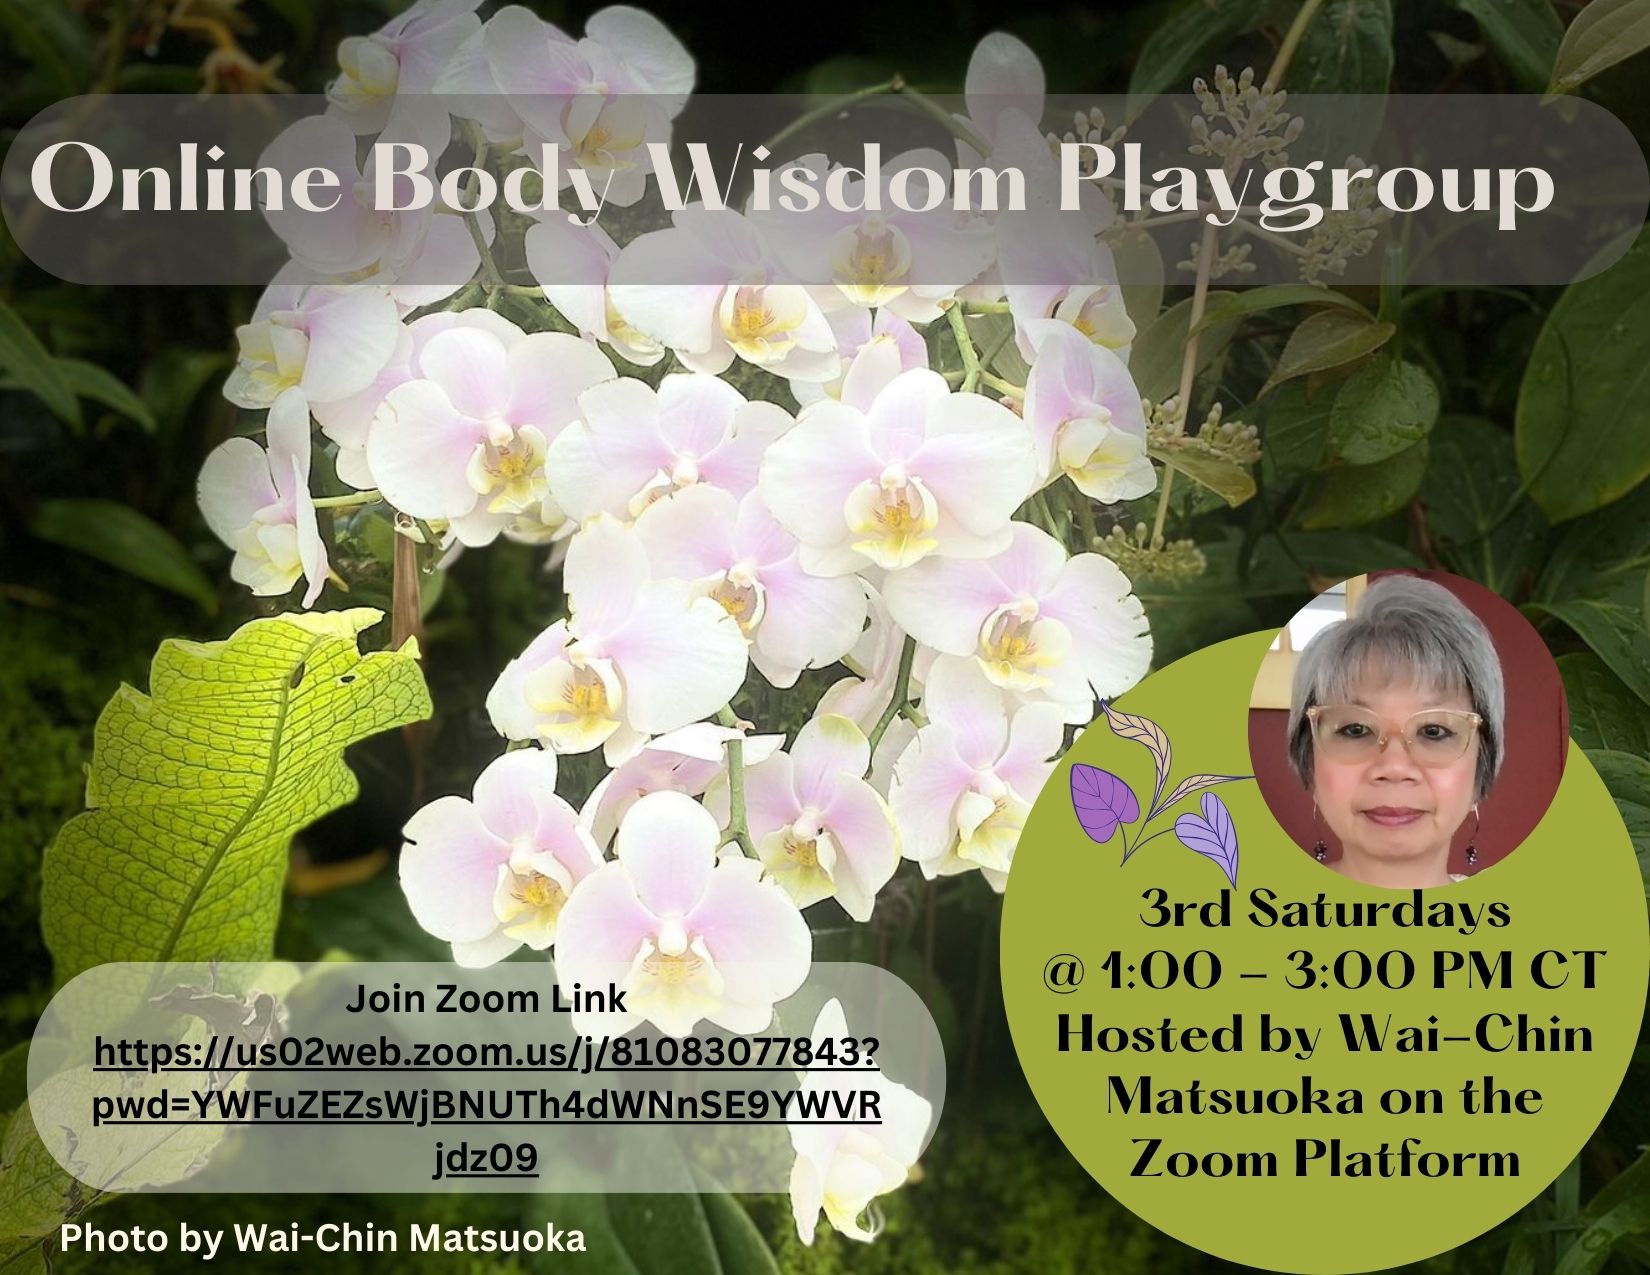 Online Body Wisdom Playgroup
3rd Saturdays
@ 1:00 - 3:00 PM CT
Hosted by Wai-Chin
Matsuoka on the
Zoom Platform
Join Zoom Link
https://us02web.zoom.us/j/81083077843?
pwd=YWFuZEZsWjBNUTh4dWNnSE9YWVR
jdz09
Photo by Wai-Chin Matsuoka